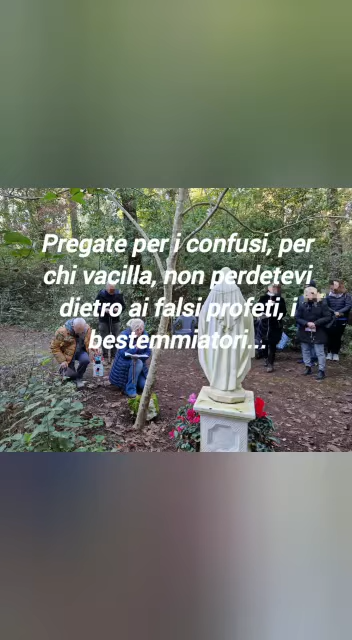 Pregate per i confusi, per
chi vacilla, non perdetevi
dietro ai falsi profeti, i
bestemmiatori...